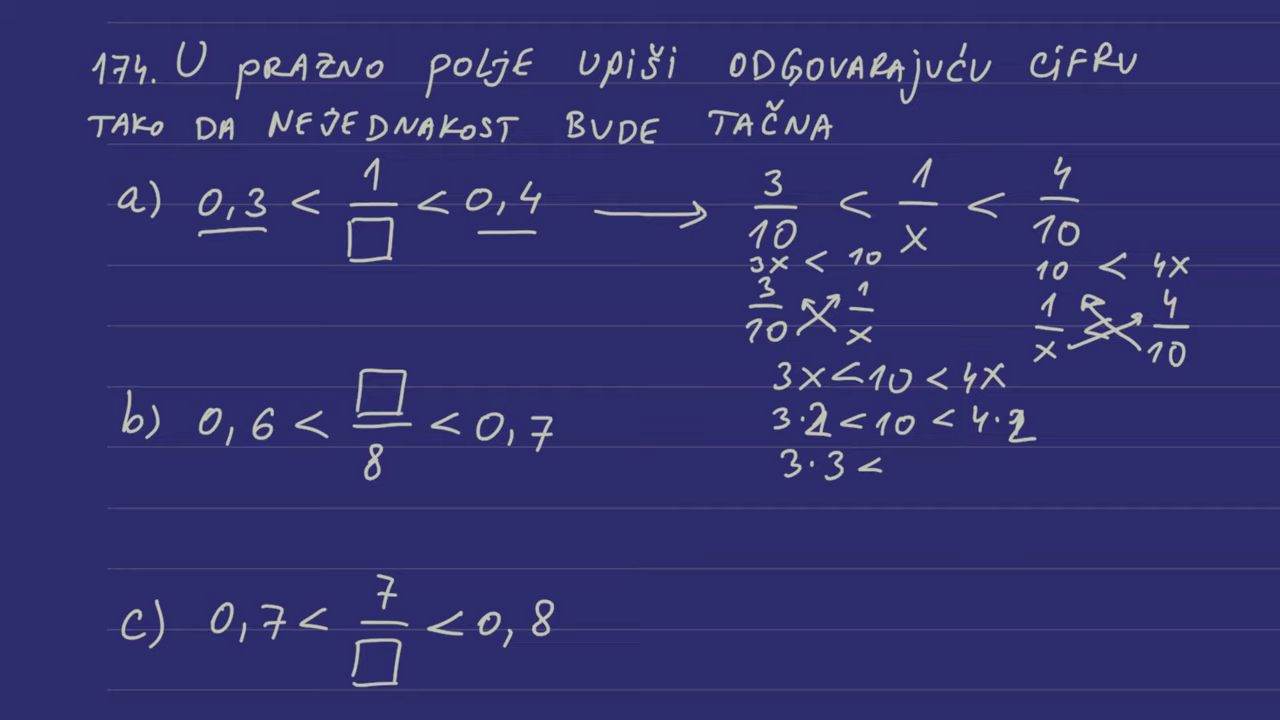 174. U PRAZNO POLJE UPIŠI ODGOVARAJUĆU CIFRU
TAKO DA NEJEDNAKOST BUDE TAČNA
a) 0,3 < 1/□ < 0,4 → 3/10 < 1/x < 4/10
3x < 10 10 < 4x
3/10 1/x 1/x 4/10
3x < 10 < 4x
b) 0,6 < □/8 < 0,7
3·2 < 10 < 4·2
3·3 <
c) 0,7 < 7/□ < 0,8